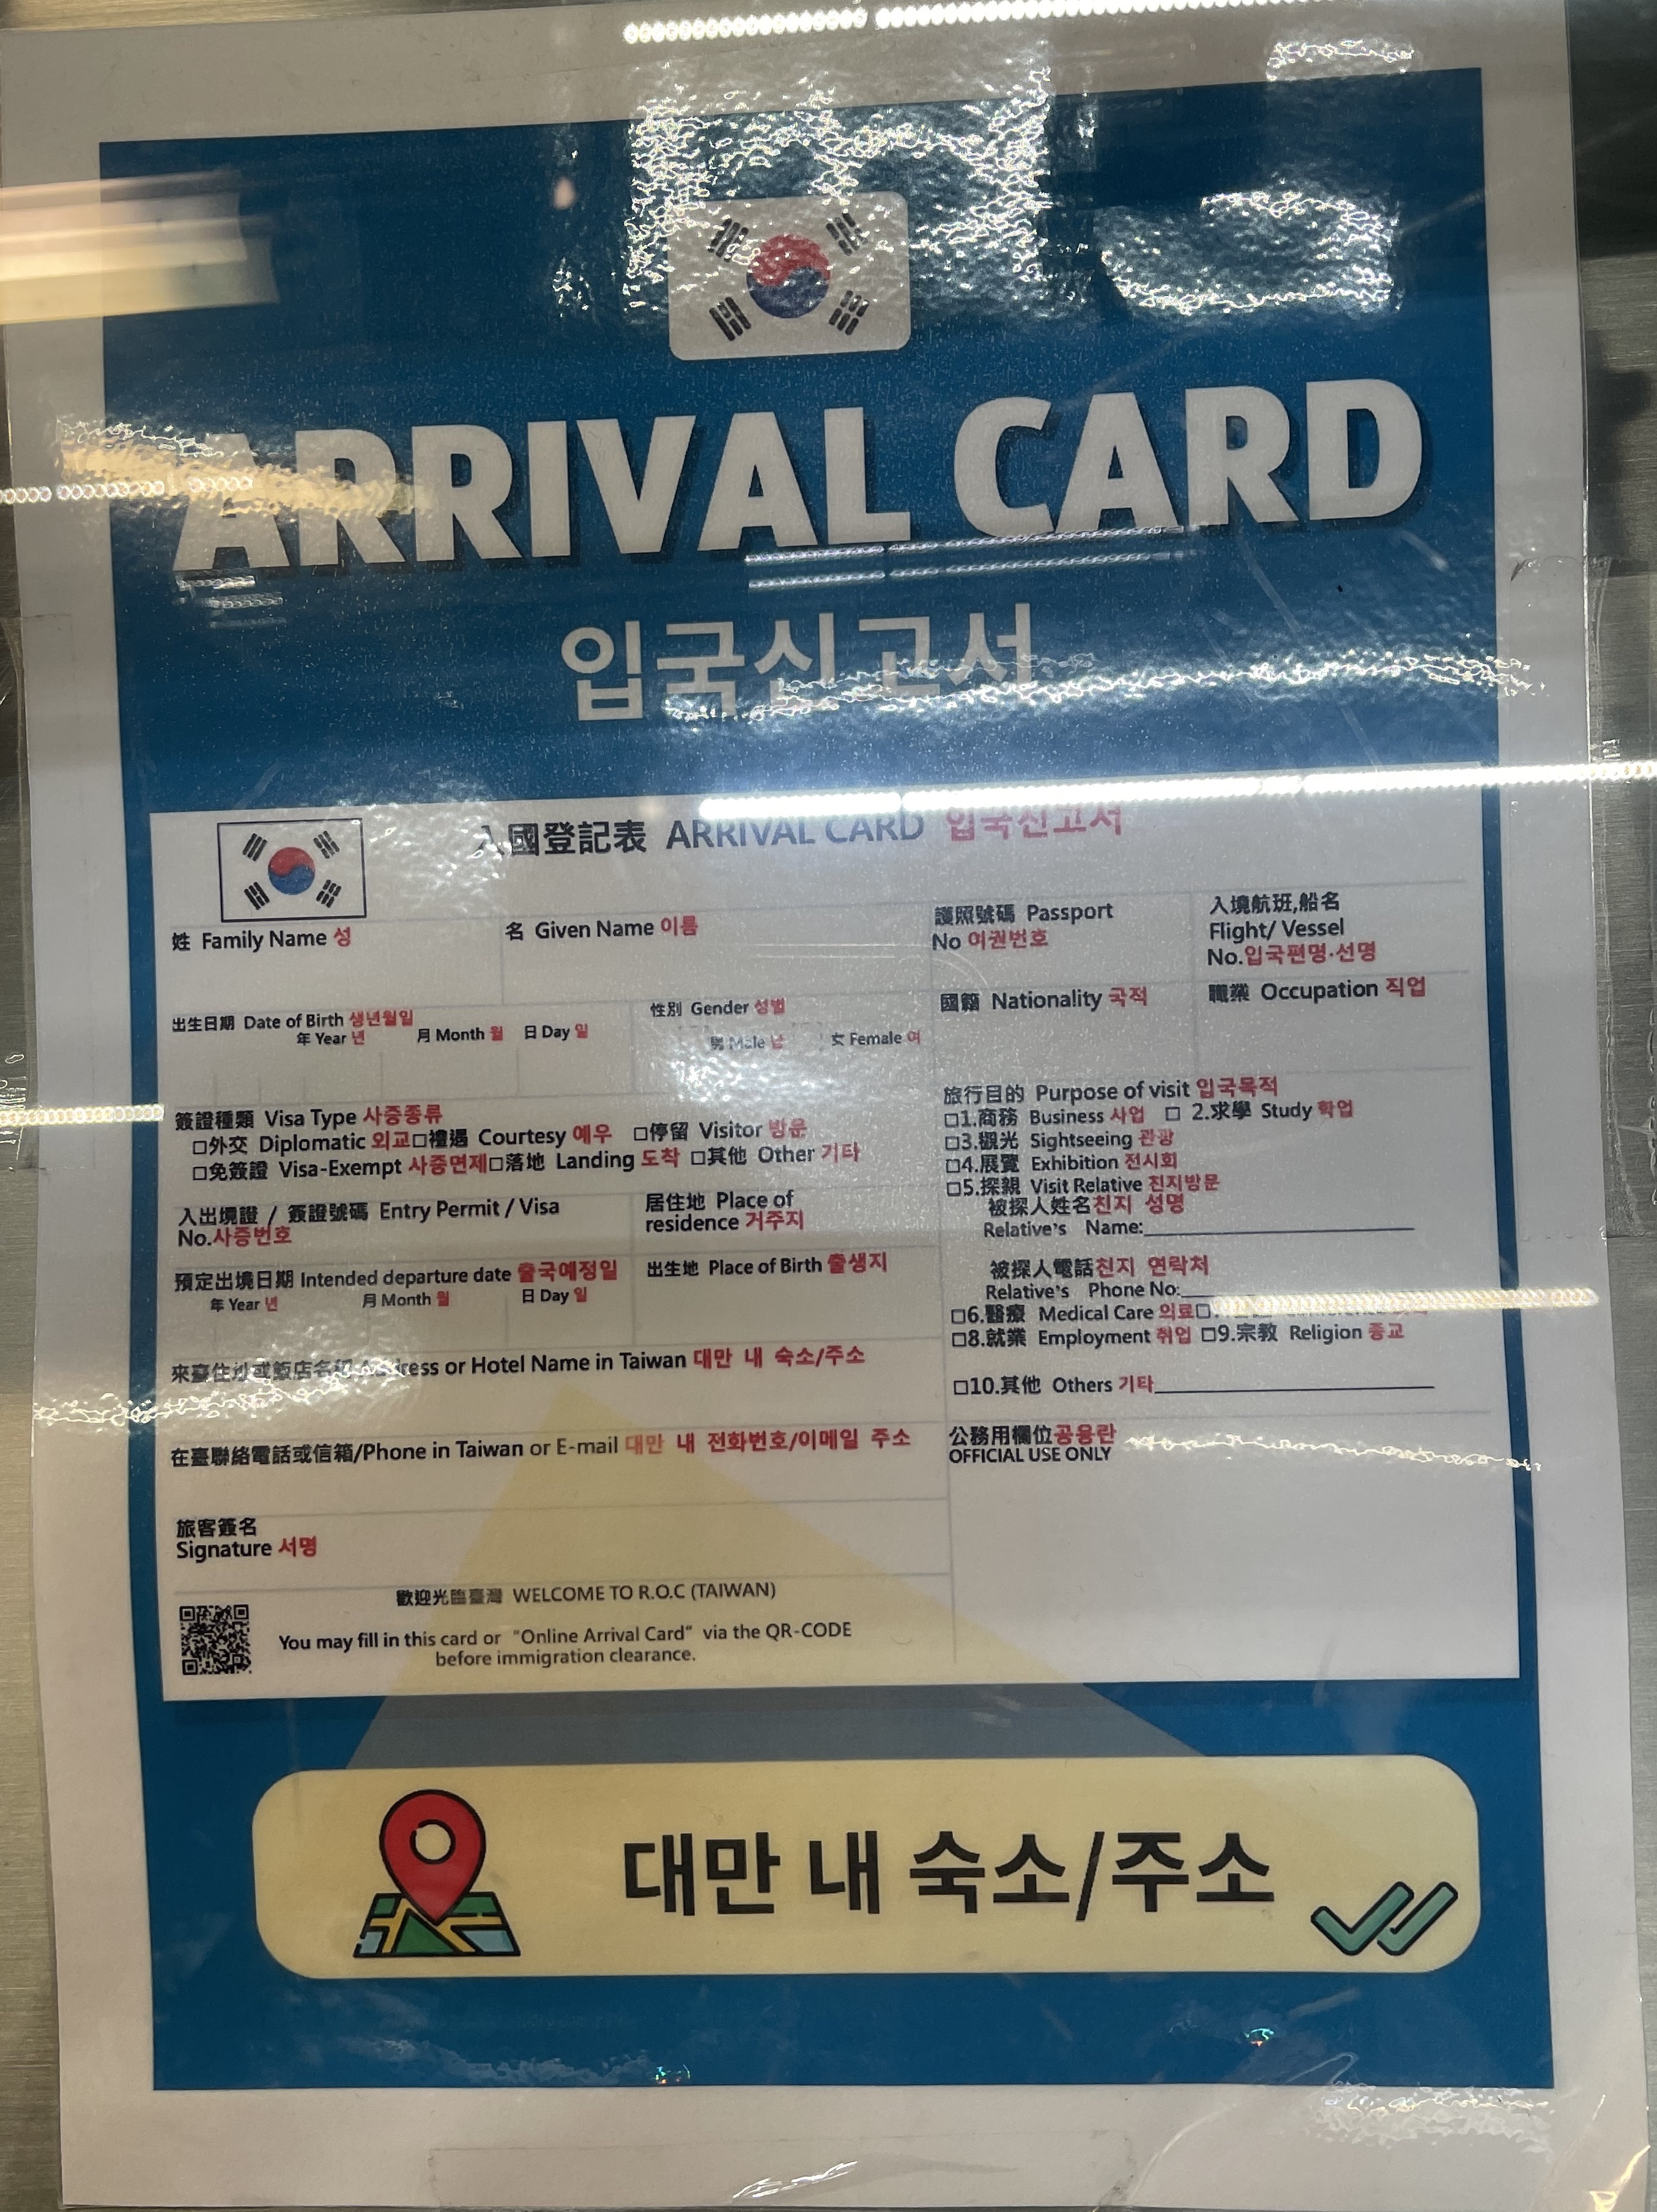 ARRIVAL CARD
입국신고서
入國登記表 ARRIVAL CARD 입국신고서
姓 Family Name 성
名 Given Name 이름
護照號碼 Passport
No 여권번호
入境航班,船名
Flight/ Vessel
No.입국편명·선명
出生日期 Date of Birth 생년월일
年 Year 년 月 Month 월 日 Day 일
性別 Gender 성별
男 Male 남 女 Female 여
國籍 Nationality 국적
職業 Occupation 직업
簽證種類 Visa Type 사증종류
□外交 Diplomatic 외교□禮遇 Courtesy 예우 □停留 Visitor 방문
□免簽證 Visa-Exempt 사증면제□落地 Landing 도착 □其他 Other 기타
入出境證 / 簽證號碼 Entry Permit / Visa
No.사증번호
居住地 Place of
residence 거주지
預定出境日期 Intended departure date 출국예정일
年 Year 년 月 Month 월 日 Day 일
出生地 Place of Birth 출생지
來臺住址或飯店名稱 Address or Hotel Name in Taiwan 대만 내 숙소/주소
在臺聯絡電話或信箱/Phone in Taiwan or E-mail 대만 내 전화번호/이메일 주소
旅客簽名
Signature 서명
旅行目的 Purpose of visit 입국목적
□1.商務 Business 사업 □ 2.求學 Study 학업
□3.觀光 Sightseeing 관광
□4.展覽 Exhibition 전시회
□5.探親 Visit Relative 친지방문
被探人姓名친지 성명
Relative's Name:
被探人電話친지 연락처
Relative's Phone No:
□6.醫療 Medical Care 의료□
□8.就業 Employment 취업 □9.宗教 Religion 종교
□10.其他 Others 기타
公務用欄位공용란
OFFICIAL USE ONLY
歡迎光臨臺灣 WELCOME TO R.O.C (TAIWAN)
You may fill in this card or "Online Arrival Card" via the QR-CODE
before immigration clearance.
대만 내 숙소/주소